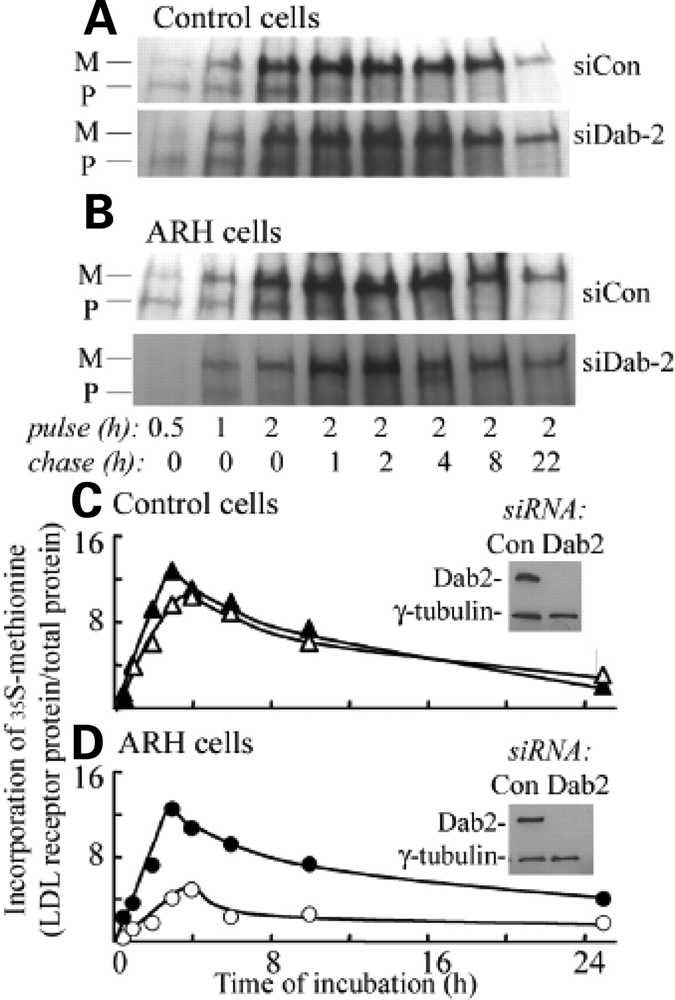 A Control cells
M
P
siCon
M
P
siDab-2
B
ARH cells
M
P
siCon
M
P
siDab-2
pulse (h): 0.5 1 2 2 2 2 2 2
chase (h): 0 0 0 1 2 4 8 22
C Control cells
siRNA:
Con Dab2
Dab2-
γ-tubulin-
16
8
Incorporation of 35S-methionine
(LDL receptor protein/total protein)
D ARH cells
siRNA:
Con Dab2
Dab2-
γ-tubulin-
16
8
0 8 16 24
Time of incubation (h)